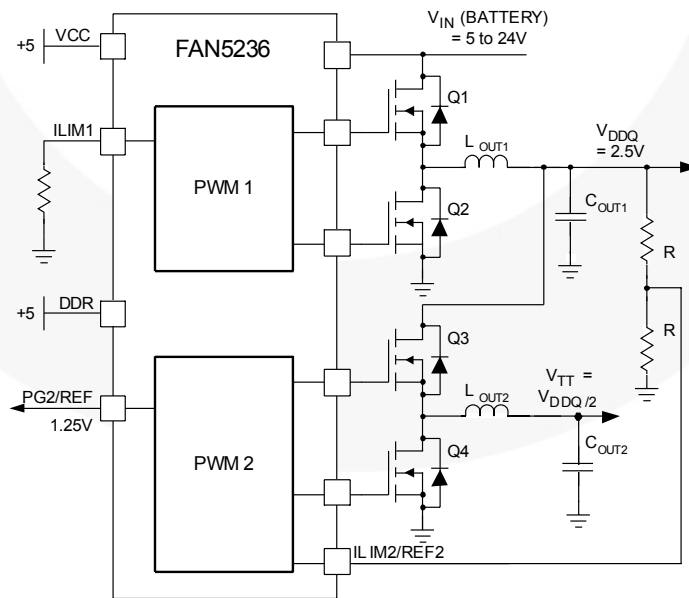 VCC
+5
FAN5236
VIN (BATTERY)
= 5 to 24V
Q1
ILIM1
PWM 1
LOUT1
VDDQ
= 2.5V
COUT1
Q2
R
DDR
+5
R
Q3
PG2/REF
1.25V
LOUT2
VTT =
VDDQ/2
PWM 2
Q4
COUT2
ILIM2/REF2